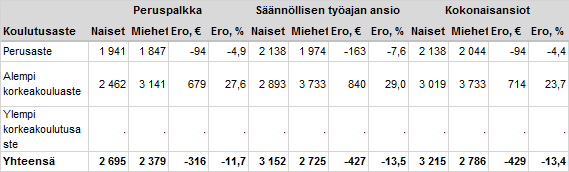 Peruspalkka Säännöllisen työajan ansio Kokonaisansiot
Koulutusaste Naiset Miehet Ero, € Ero, % Naiset Miehet Ero, € Ero, % Naiset Miehet Ero, € Ero, %
Perusaste 1 941 1 847 -94 -4,9 2 138 1 974 -163 -7,6 2 138 2 044 -94 -4,4
Alempi
korkeakouluaste 2 462 3 141 679 27,6 2 893 3 733 840 29,0 3 019 3 733 714 23,7
Ylempi
korkeakoulutusa . . . . . . . . . . . .
ste
Yhteensä 2 695 2 379 -316 -11,7 3 152 2 725 -427 -13,5 3 215 2 786 -429 -13,4